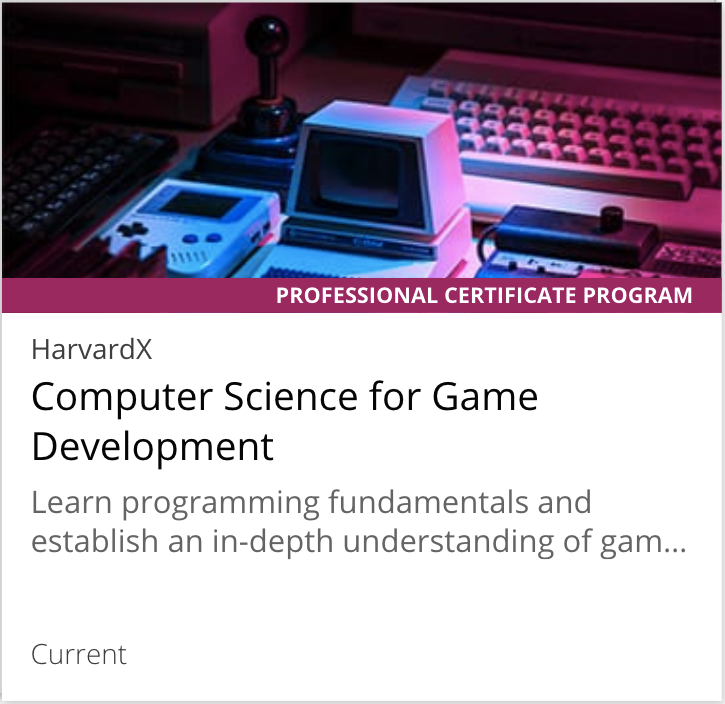 PROFESSIONAL CERTIFICATE PROGRAM
HarvardX
Computer Science for Game
Development
Learn programming fundamentals and
establish an in-depth understanding of gam...
Current